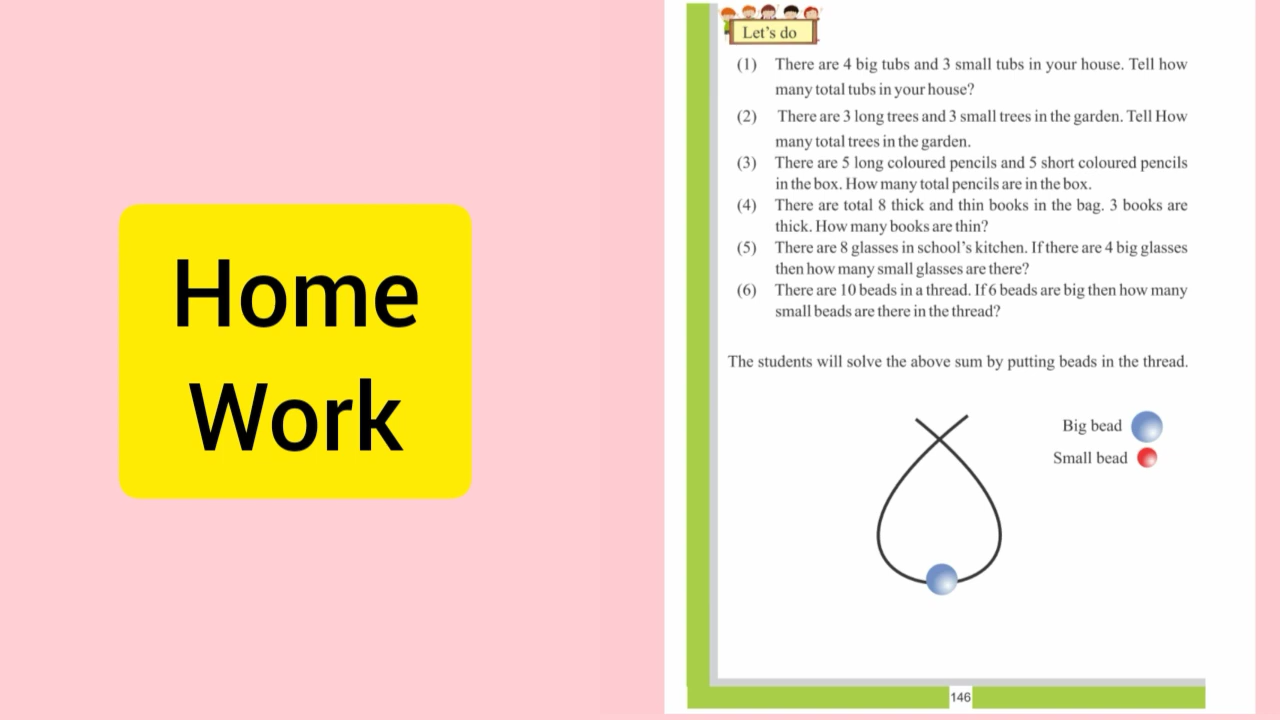 Home
Work
Let's do
(1) There are 4 big tubs and 3 small tubs in your house. Tell how
many total tubs in your house?
(2) There are 3 long trees and 3 small trees in the garden. Tell How
many total trees in the garden.
(3) There are 5 long coloured pencils and 5 short coloured pencils
in the box. How many total pencils are in the box.
(4) There are total 8 thick and thin books in the bag. 3 books are
thick. How many books are thin?
(5) There are 8 glasses in school's kitchen. If there are 4 big glasses
then how many small glasses are there?
(6) There are 10 beads in a thread. If 6 beads are big then how many
small beads are there in the thread?
The students will solve the above sum by putting beads in the thread.
Big bead
Small bead
146